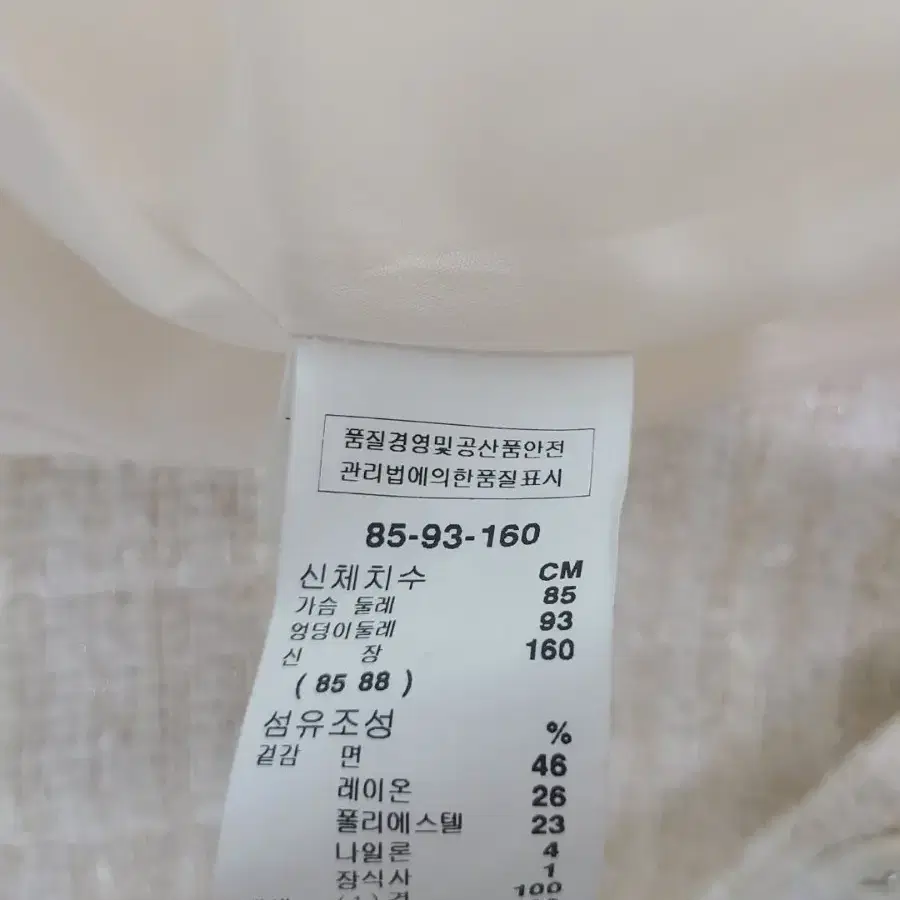 품질경영및공산품안전
관리법에의한품질표시
85-93-160
신체치수 CM
가슴 둘레 85
엉덩이둘레 93
신 장 160
( 85 88 )
섬유조성 %
겉감 면 46
레이온 26
폴리에스텔 23
나일론 4
장식사 1
100